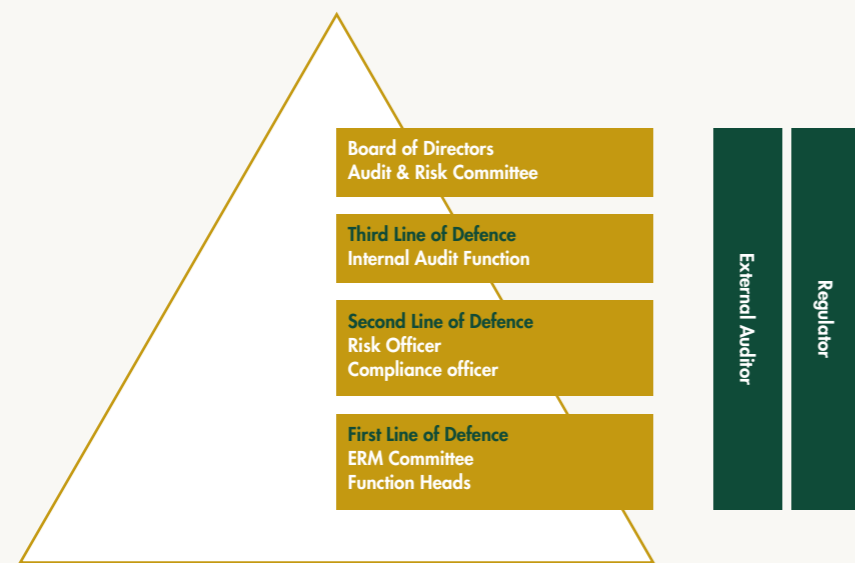 Board of Directors
Audit & Risk Committee
Third Line of Defence
Internal Audit Function
Second Line of Defence
Risk Officer
Compliance officer
First Line of Defence
ERM Committee
Function Heads
External Auditor
Regulator